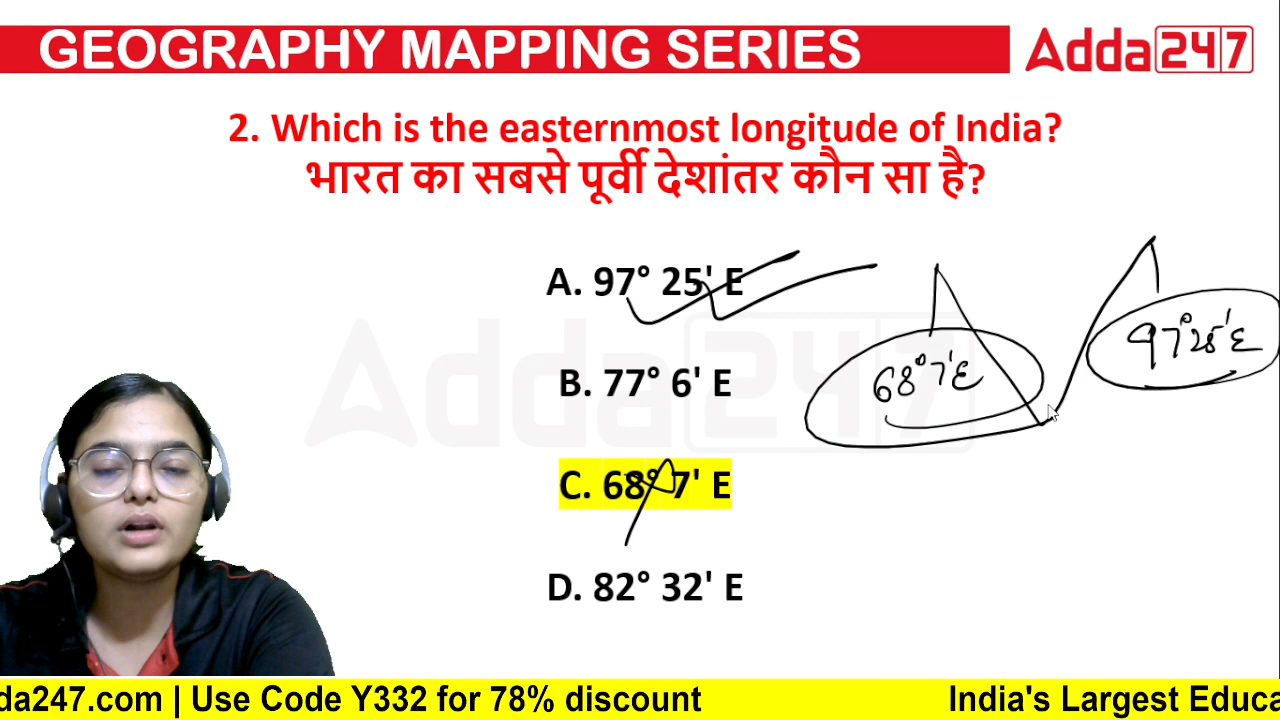 GEOGRAPHY MAPPING SERIES
Adda247
2. Which is the easternmost longitude of India?
भारत का सबसे पूर्वी देशांतर कौन सा है?
A. 97° 25' E
B. 77° 6' E
C. 68° 7' E
D. 82° 32' E
68°7'E
97°25'E
Adda247
da247.com | Use Code Y332 for 78% discount
India's Largest Educa